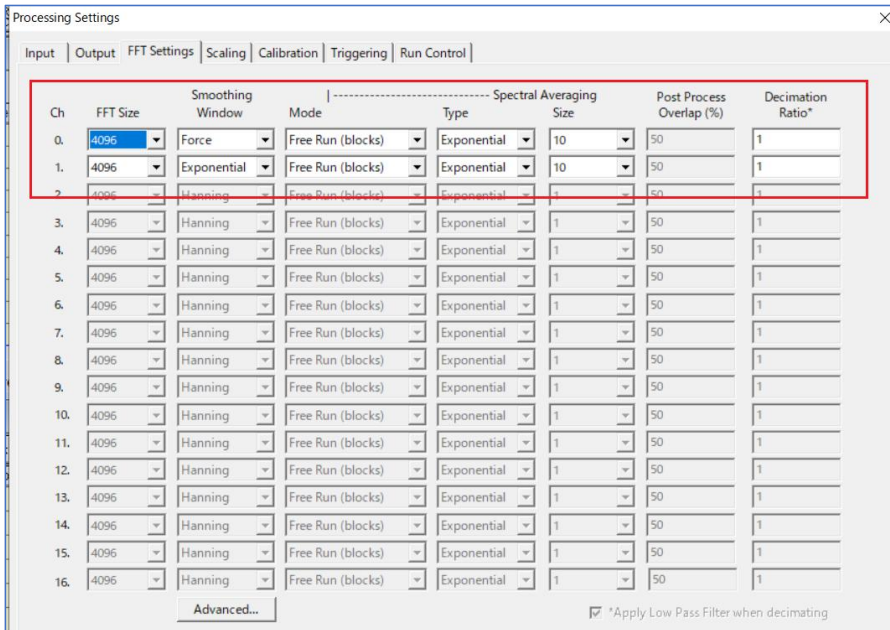 Processing Settings
Input Output FFT Settings Scaling Calibration Triggering Run Control
Smoothing |------------------------------ Spectral Averaging Post Process Decimation
Ch FFT Size Window Mode Type Size Overlap (%) Ratio*
0. 4096 Force Free Run (blocks) Exponential 10 50 1
1. 4096 Exponential Free Run (blocks) Exponential 10 50 1
2. 4096 Hanning Free Run (blocks) Exponential 1 50 1
3. 4096 Hanning Free Run (blocks) Exponential 1 50 1
4. 4096 Hanning Free Run (blocks) Exponential 1 50 1
5. 4096 Hanning Free Run (blocks) Exponential 1 50 1
6. 4096 Hanning Free Run (blocks) Exponential 1 50 1
7. 4096 Hanning Free Run (blocks) Exponential 1 50 1
8. 4096 Hanning Free Run (blocks) Exponential 1 50 1
9. 4096 Hanning Free Run (blocks) Exponential 1 50 1
10. 4096 Hanning Free Run (blocks) Exponential 1 50 1
11. 4096 Hanning Free Run (blocks) Exponential 1 50 1
12. 4096 Hanning Free Run (blocks) Exponential 1 50 1
13. 4096 Hanning Free Run (blocks) Exponential 1 50 1
14. 4096 Hanning Free Run (blocks) Exponential 1 50 1
15. 4096 Hanning Free Run (blocks) Exponential 1 50 1
16. 4096 Hanning Free Run (blocks) Exponential 1 50 1
Advanced... *Apply Low Pass Filter when decimating